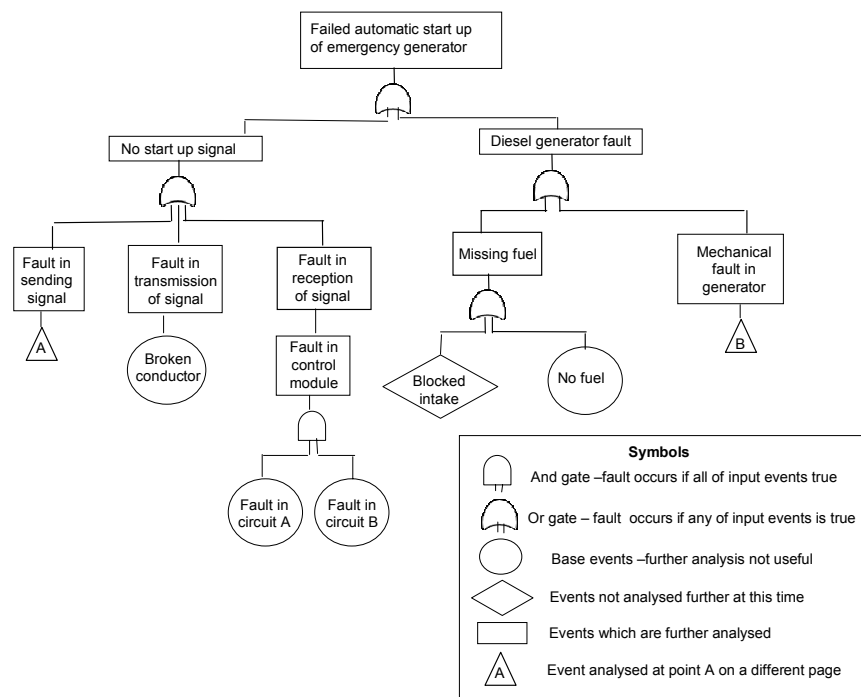 Failed automatic start up
of emergency generator
No start up signal
Diesel generator fault
Fault in
sending
signal
Fault in
transmission
of signal
Fault in
reception
of signal
Missing fuel
Mechanical
fault in
generator
A
Broken
conductor
Fault in
control
module
Blocked
intake
No fuel
B
Fault in
circuit A
Fault in
circuit B
Symbols
And gate –fault occurs if all of input events true
Or gate – fault occurs if any of input events is true
Base events –further analysis not useful
Events not analysed further at this time
Events which are further analysed
A
Event analysed at point A on a different page